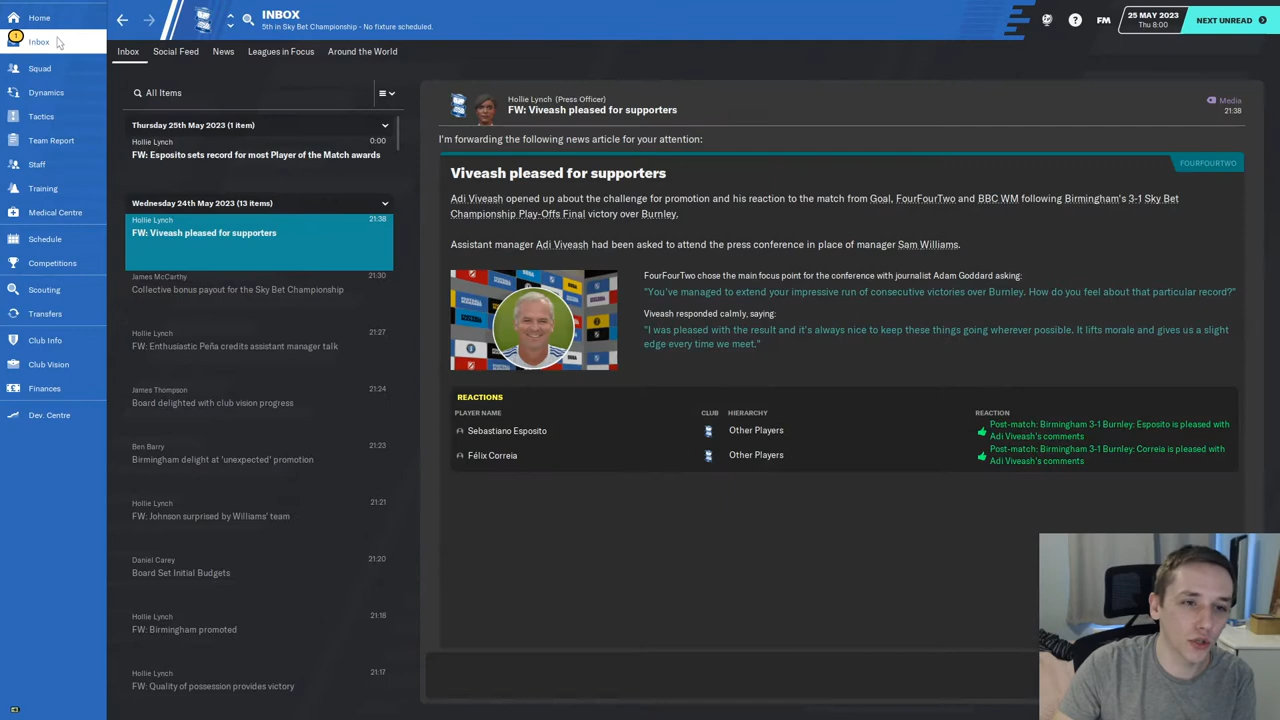 Home
1
Inbox
Squad
Dynamics
Tactics
Team Report
Staff
Training
Medical Centre
Schedule
Competitions
Scouting
Transfers
Club Info
Club Vision
Finances
Dev. Centre
INBOX
5th in Sky Bet Championship - No fixture scheduled.
?
FM
25 MAY 2023
Thu 8:00
NEXT UNREAD
Inbox
Social Feed
News
Leagues in Focus
Around the World
All Items
Thursday 25th May 2023 (1 item)
Hollie Lynch 0:00
FW: Esposito sets record for most Player of the Match awards
Wednesday 24th May 2023 (13 items)
Hollie Lynch 21:38
FW: Viveash pleased for supporters
James McCarthy 21:30
Collective bonus payout for the Sky Bet Championship
Hollie Lynch 21:27
FW: Enthusiastic Peña credits assistant manager talk
James Thompson 21:24
Board delighted with club vision progress
Ben Barry 21:23
Birmingham delight at 'unexpected' promotion
Hollie Lynch 21:21
FW: Johnson surprised by Williams' team
Daniel Carey 21:20
Board Set Initial Budgets
Hollie Lynch 21:18
FW: Birmingham promoted
Hollie Lynch 21:17
FW: Quality of possession provides victory
Hollie Lynch (Press Officer)
FW: Viveash pleased for supporters
Media
21:38
I'm forwarding the following news article for your attention:
FOURFOURTWO
Viveash pleased for supporters
Adi Viveash opened up about the challenge for promotion and his reaction to the match from Goal, FourFourTwo and BBC WM following Birmingham's 3-1 Sky Bet
Championship Play-Offs Final victory over Burnley.
Assistant manager Adi Viveash had been asked to attend the press conference in place of manager Sam Williams.
FourFourTwo chose the main focus point for the conference with journalist Adam Goddard asking:
"You've managed to extend your impressive run of consecutive victories over Burnley. How do you feel about that particular record?"
Viveash responded calmly, saying:
"I was pleased with the result and it's always nice to keep these things going wherever possible. It lifts morale and gives us a slight
edge every time we meet."
REACTIONS
PLAYER NAME CLUB HIERARCHY REACTION
Sebastiano Esposito Other Players Post-match: Birmingham 3-1 Burnley: Esposito is pleased with
Adi Viveash's comments
Félix Correia Other Players Post-match: Birmingham 3-1 Burnley: Correia is pleased with
Adi Viveash's comments